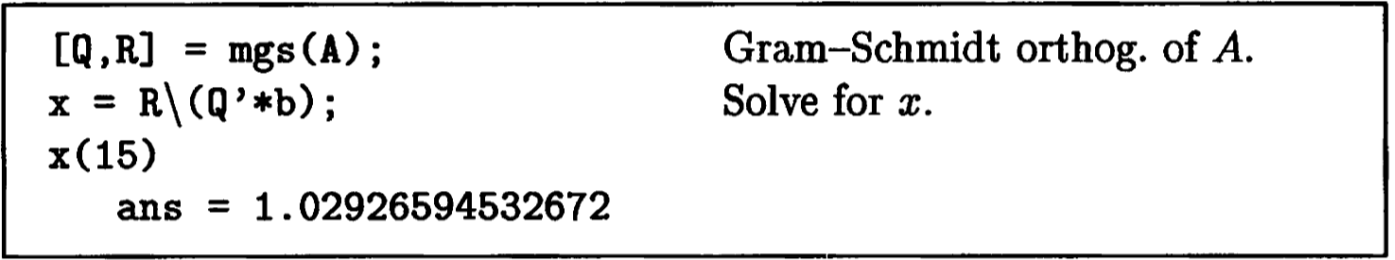 [Q,R] = mgs(A); Gram–Schmidt orthog. of A.
x = R\(Q’*b); Solve for x.
x(15)
ans = 1.02926594532672